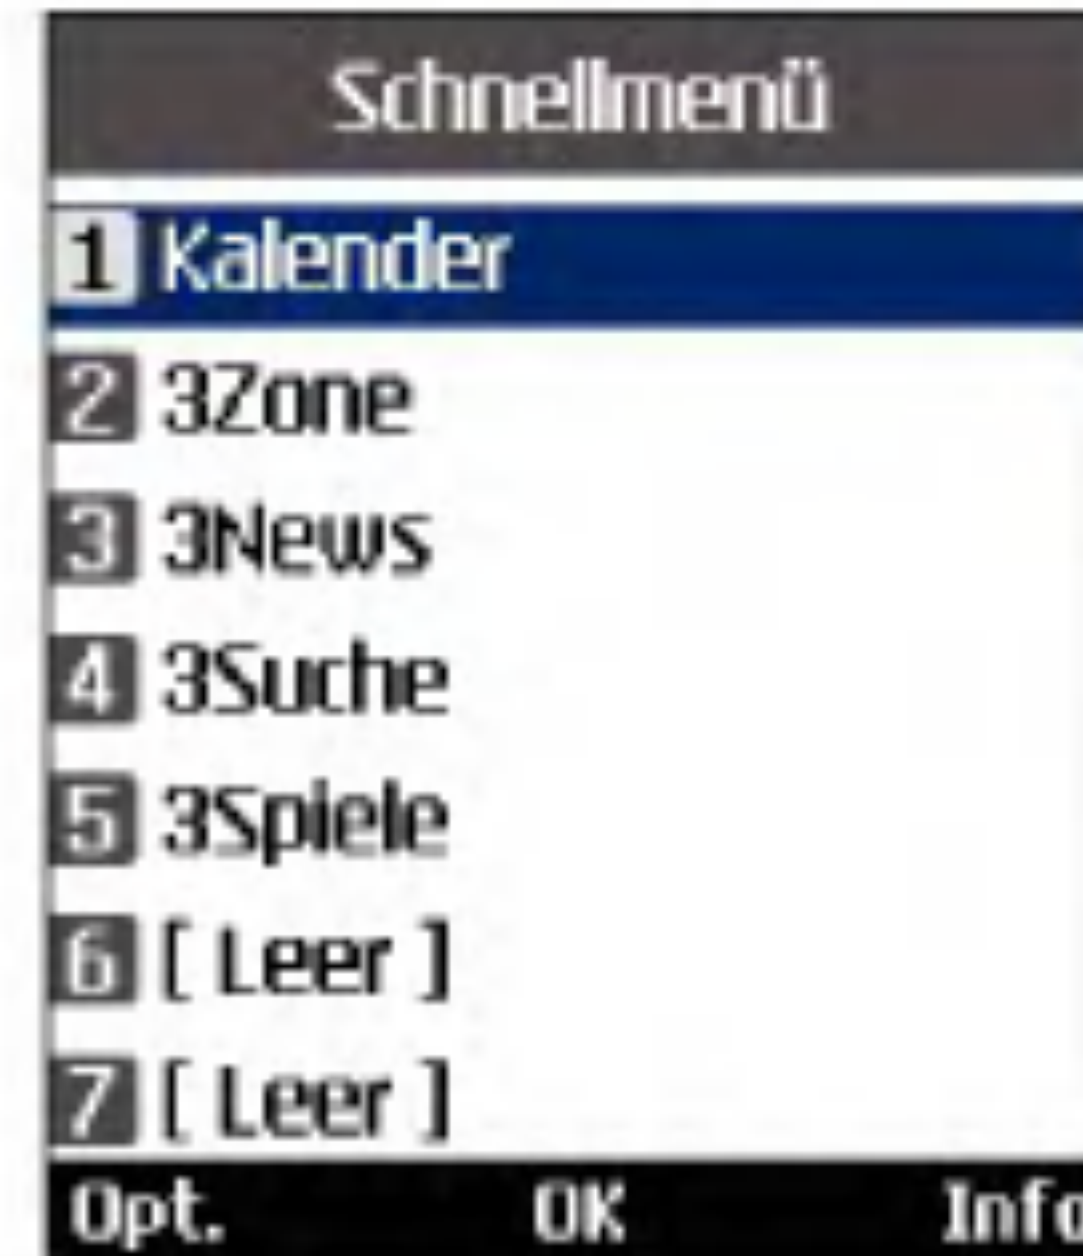 Schnellmenü
1 Kalender
2 3Zone
3 3News
4 3Suche
5 3Spiele
6 [ Leer ]
7 [ Leer ]
Opt. OK Info